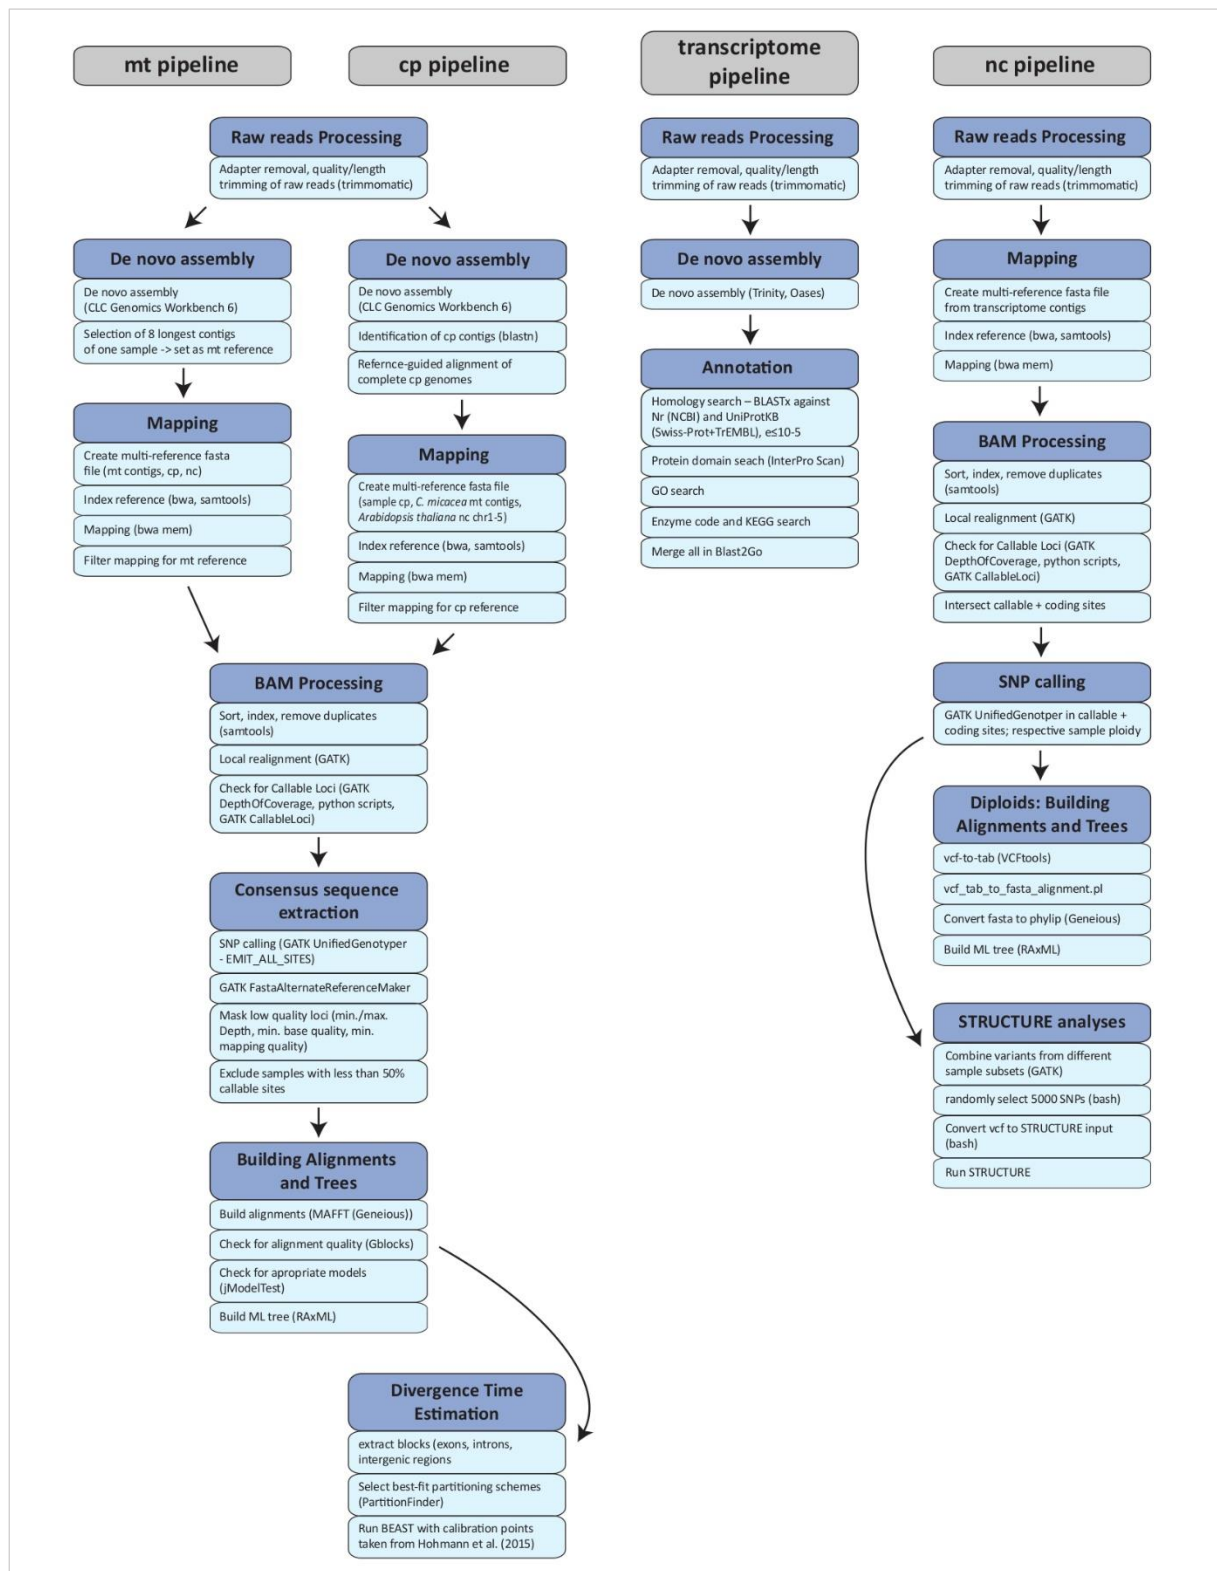 mt pipeline
cp pipeline
transcriptome
pipeline
nc pipeline
Raw reads Processing
Adapter removal, quality/length
trimming of raw reads (trimmomatic)
De novo assembly
De novo assembly
(CLC Genomics Workbench 6)
Selection of 8 longest contigs
of one sample -> set as mt reference
Mapping
Create multi-reference fasta
file (mt contigs, cp, nc)
Index reference (bwa, samtools)
Mapping (bwa mem)
Filter mapping for mt reference
De novo assembly
De novo assembly
(CLC Genomics Workbench 6)
Identification of cp contigs (blastn)
Refernce-guided alignment of
complete cp genomes
Mapping
Create multi-reference fasta file
(sample cp, C. micacea mt contigs,
Arabidopsis thaliana nc chr1-5)
Index reference (bwa, samtools)
Mapping (bwa mem)
Filter mapping for cp reference
BAM Processing
Sort, index, remove duplicates
(samtools)
Local realignment (GATK)
Check for Callable Loci (GATK
DepthOfCoverage, python scripts,
GATK CallableLoci)
Consensus sequence
extraction
SNP calling (GATK UnifiedGenotyper
- EMIT_ALL_SITES)
GATK FastaAlternateReferenceMaker
Mask low quality loci (min./max.
Depth, min. base quality, min.
mapping quality)
Exclude samples with less than 50%
callable sites
Building Alignments
and Trees
Build alignments (MAFFT (Geneious))
Check for alignment quality (Gblocks)
Check for apropriate models
(jModelTest)
Build ML tree (RAxML)
Divergence Time
Estimation
extract blocks (exons, introns,
intergenic regions
Select best-fit partitioning schemes
(PartitionFinder)
Run BEAST with calibration points
taken from Hohmann et al. (2015)
Raw reads Processing
Adapter removal, quality/length
trimming of raw reads (trimmomatic)
De novo assembly
De novo assembly (Trinity, Oases)
Annotation
Homology search – BLASTx against
Nr (NCBI) and UniProtKB
(Swiss-Prot+TrEMBL), e≤10-5
Protein domain seach (InterPro Scan)
GO search
Enzyme code and KEGG search
Merge all in Blast2Go
Raw reads Processing
Adapter removal, quality/length
trimming of raw reads (trimmomatic)
Mapping
Create multi-reference fasta file
from transcriptome contigs
Index reference (bwa, samtools)
Mapping (bwa mem)
BAM Processing
Sort, index, remove duplicates
(samtools)
Local realignment (GATK)
Check for Callable Loci (GATK
DepthOfCoverage, python scripts,
GATK CallableLoci)
Intersect callable + coding sites
SNP calling
GATK UnifiedGenotper in callable +
coding sites; respective sample ploidy
Diploids: Building
Alignments and Trees
vcf-to-tab (VCFtools)
vcf_tab_to_fasta_alignment.pl
Convert fasta to phylip (Geneious)
Build ML tree (RAxML)
STRUCTURE analyses
Combine variants from different
sample subsets (GATK)
randomly select 5000 SNPs (bash)
Convert vcf to STRUCTURE input
(bash)
Run STRUCTURE